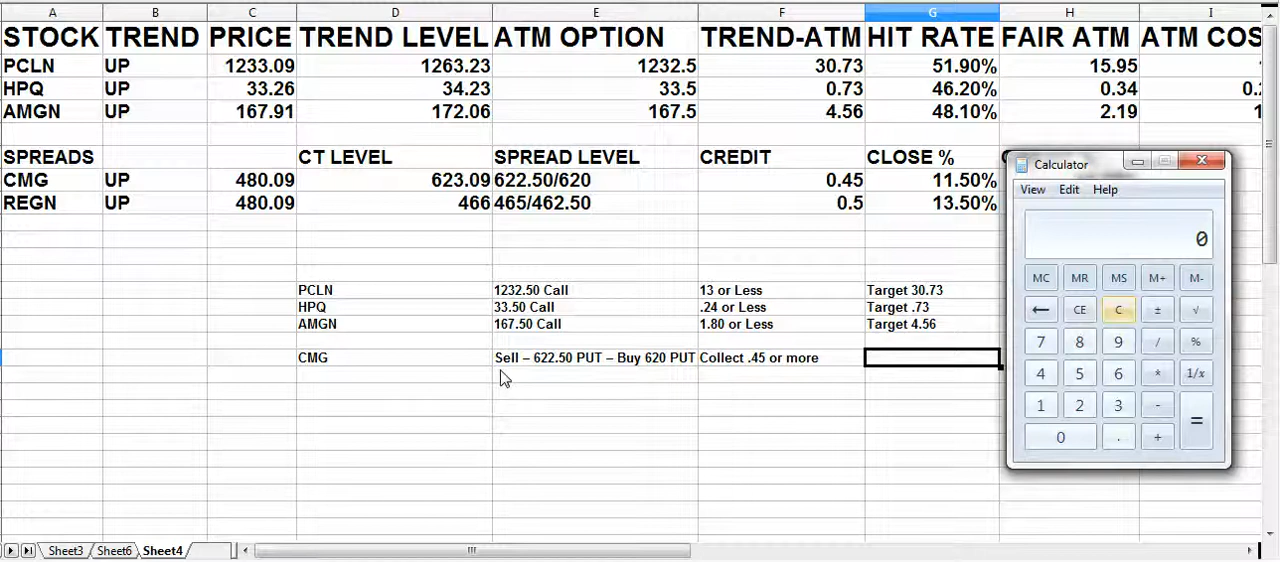 A B C D E F G H I
STOCK TREND PRICE TREND LEVEL ATM OPTION TREND-ATM HIT RATE FAIR ATM ATM COS
PCLN UP 1233.09 1263.23 1232.5 30.73 51.90% 15.95
HPQ UP 33.26 34.23 33.5 0.73 46.20% 0.34
AMGN UP 167.91 172.06 167.5 4.56 48.10% 2.19
SPREADS CT LEVEL SPREAD LEVEL CREDIT CLOSE %
CMG UP 480.09 623.09 622.50/620 0.45 11.50%
REGN UP 480.09 466 465/462.50 0.5 13.50%
PCLN 1232.50 Call 13 or Less Target 30.73
HPQ 33.50 Call .24 or Less Target .73
AMGN 167.50 Call 1.80 or Less Target 4.56
CMG Sell – 622.50 PUT – Buy 620 PUT Collect .45 or more
Calculator
View Edit Help
0
MC MR MS M+ M-
← CE C ± √
7 8 9 / %
4 5 6 * 1/x
1 2 3 - =
0 . +
Sheet3 Sheet6 Sheet4